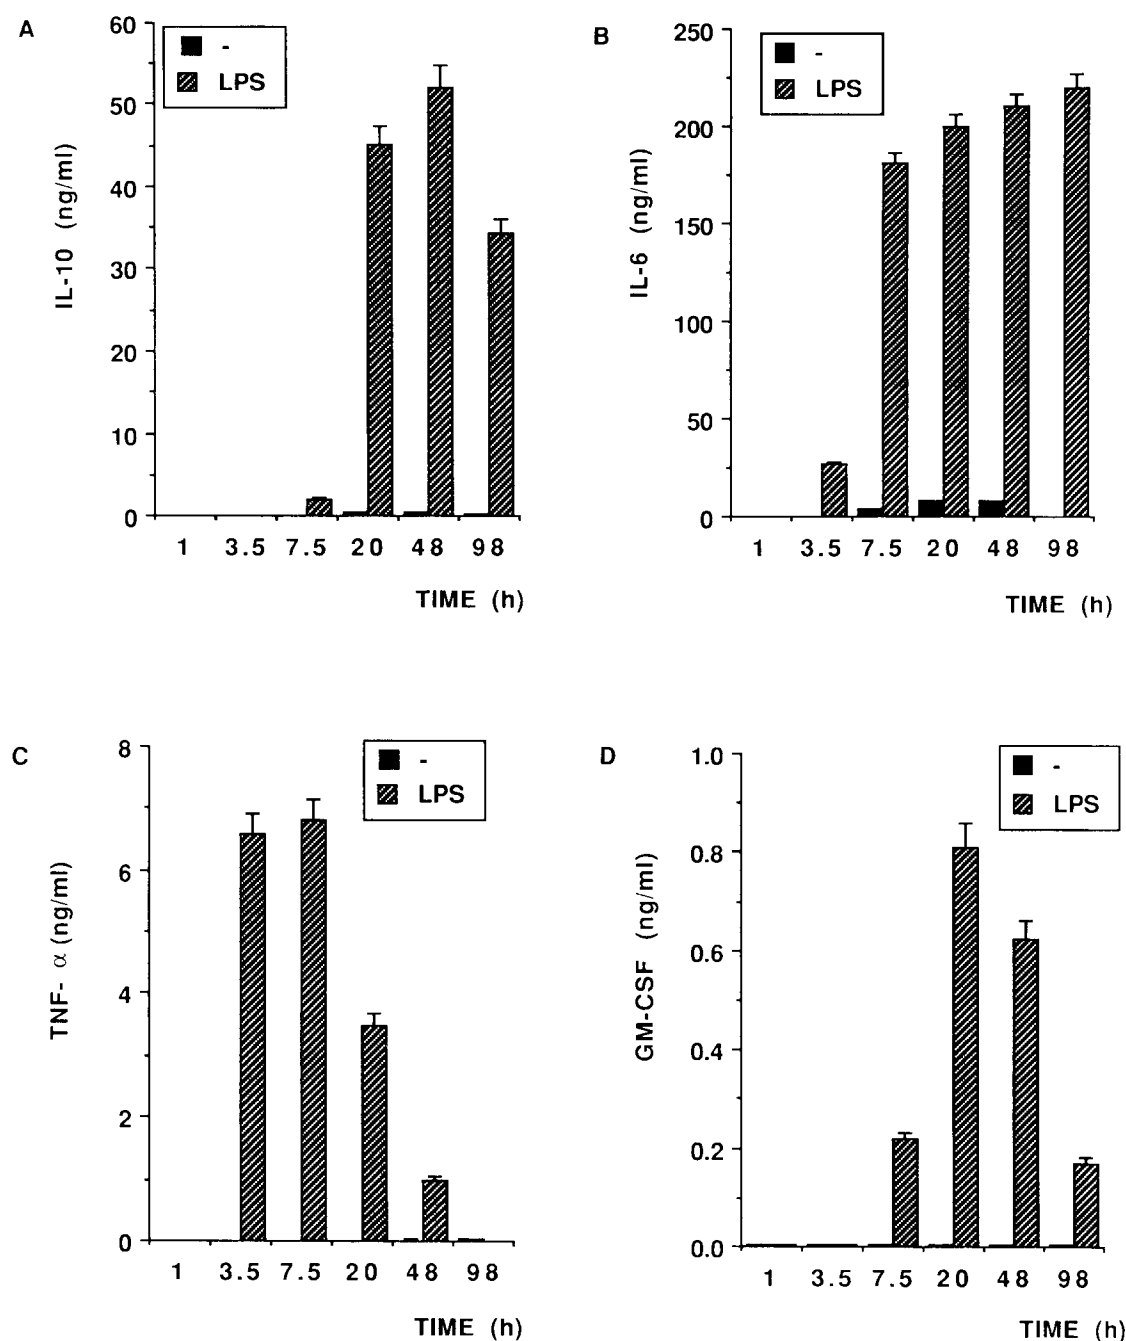 A
IL-10 (ng/ml)
60
50
40
30
20
10
0
-
LPS
1 3.5 7.5 20 48 98
TIME (h)
B
IL-6 (ng/ml)
250
200
150
100
50
0
-
LPS
1 3.5 7.5 20 48 98
TIME (h)
C
TNF- α (ng/ml)
8
6
4
2
0
-
LPS
1 3.5 7.5 20 48 98
TIME (h)
D
GM-CSF (ng/ml)
1.0
0.8
0.6
0.4
0.2
0.0
-
LPS
1 3.5 7.5 20 48 98
TIME (h)